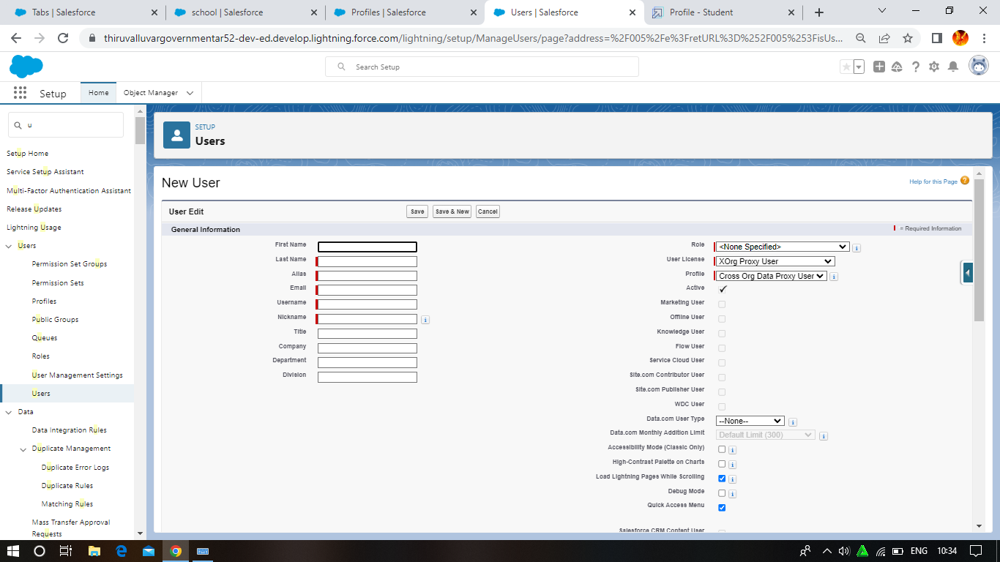 Tabs | Salesforce
school | Salesforce
Profiles | Salesforce
Users | Salesforce
Profile - Student
thiruvalluvargovernmentar52-dev-ed.develop.lightning.force.com/lightning/setup/ManageUsers/page?address=%2F005%2Fe%3FretURL%3D%252F005%253FisUs...
Search Setup
Setup
Home
Object Manager
u
Setup Home
Service Setup Assistant
Multi-Factor Authentication Assistant
Release Updates
Lightning Usage
Users
Permission Set Groups
Permission Sets
Profiles
Public Groups
Queues
Roles
User Management Settings
Users
Data
Data Integration Rules
Duplicate Management
Duplicate Error Logs
Duplicate Rules
Matching Rules
Mass Transfer Approval
Requests
SETUP
Users
New User
Help for this Page ?
User Edit
Save
Save & New
Cancel
General Information
= Required Information
First Name
Last Name
Alias
Email
Username
Nickname
Title
Company
Department
Division
Role <None Specified>
User License XOrg Proxy User
Profile Cross Org Data Proxy User
Active
Marketing User
Offline User
Knowledge User
Flow User
Service Cloud User
Site.com Contributor User
Site.com Publisher User
WDC User
Data.com User Type --None--
Data.com Monthly Addition Limit Default Limit (300)
Accessibility Mode (Classic Only)
High-Contrast Palette on Charts
Load Lightning Pages While Scrolling
Debug Mode
Quick Access Menu
Salesforce CRM Content User
ENG
10:34